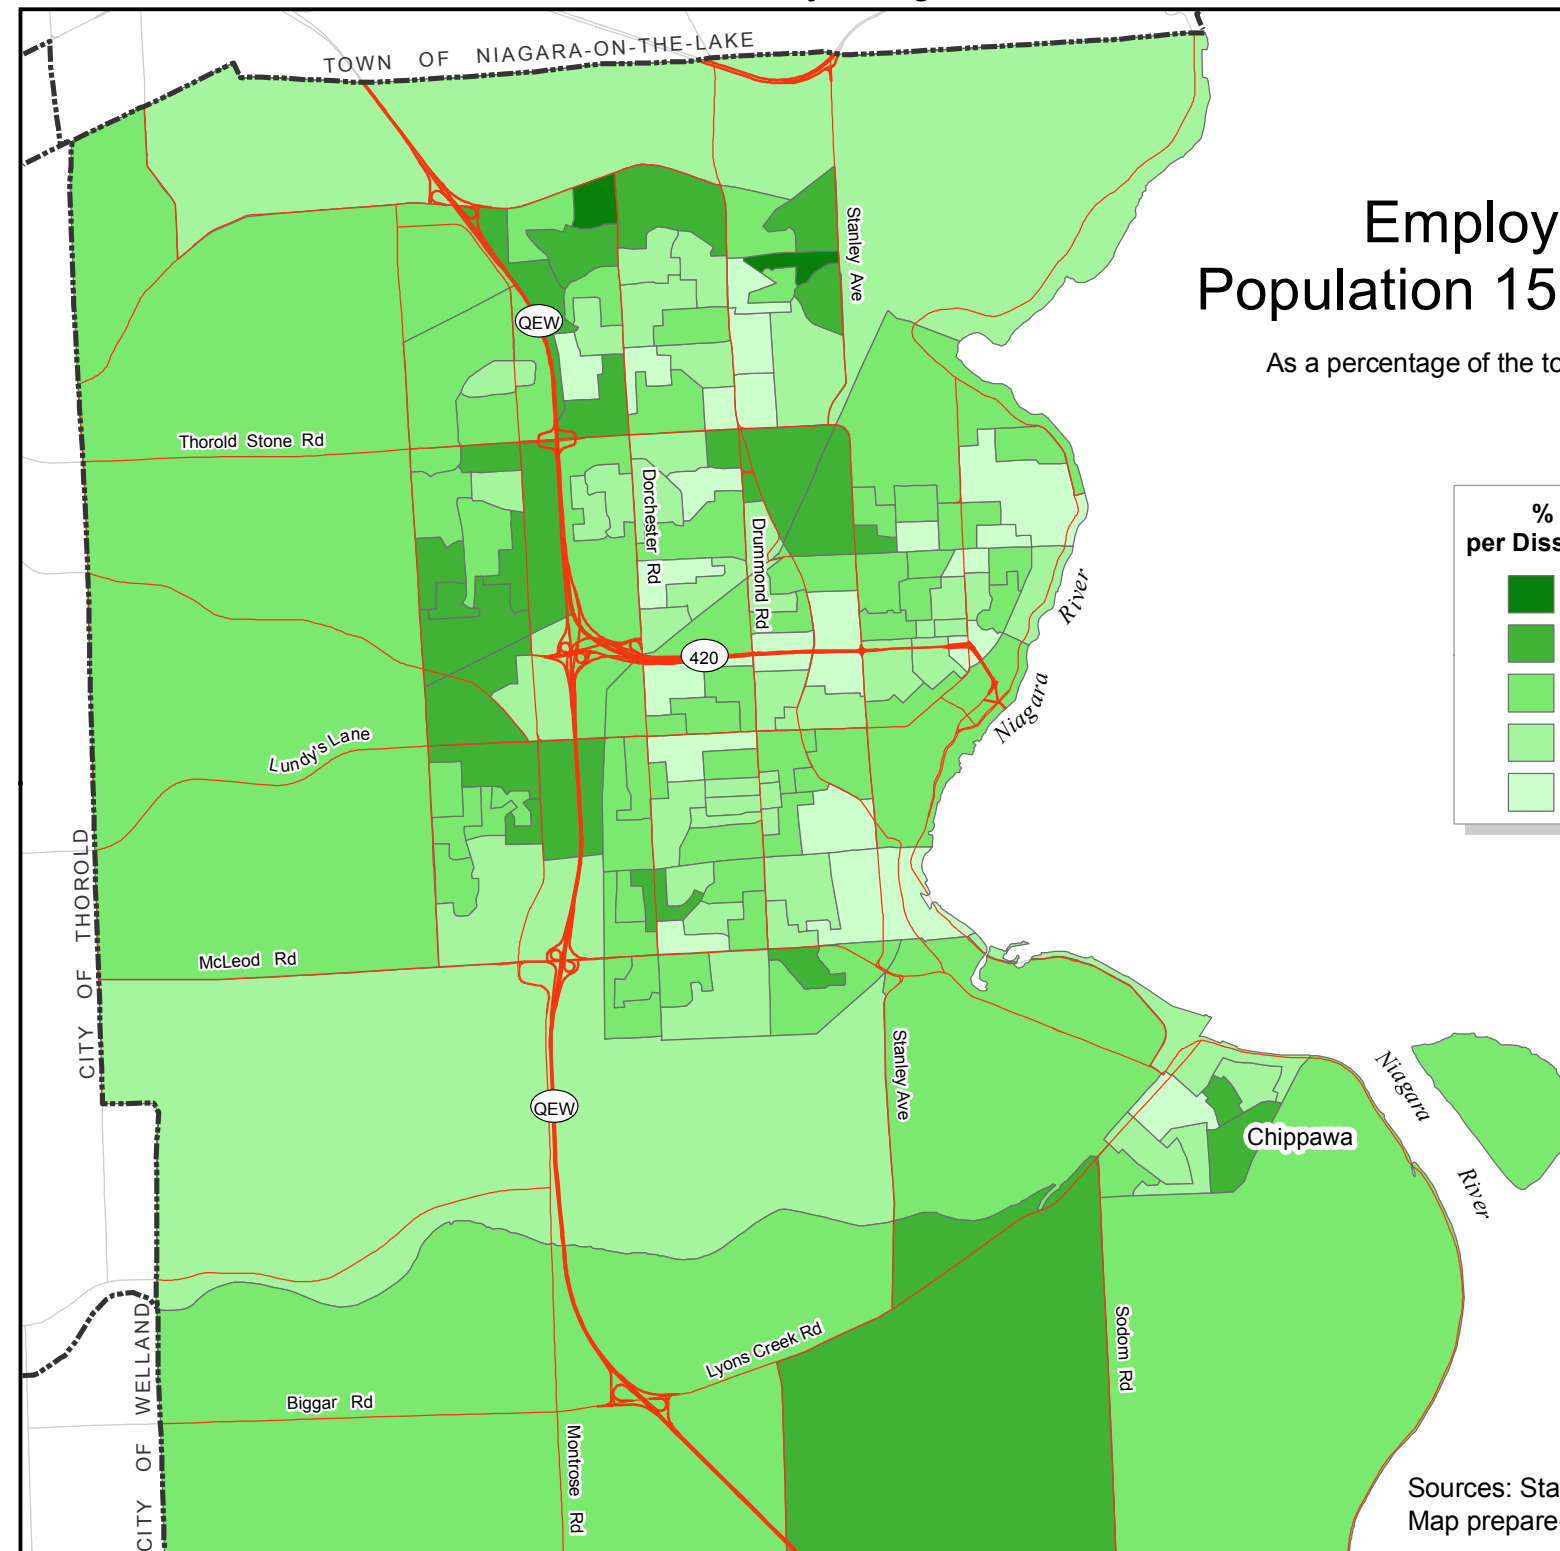 TOWN OF NIAGARA-ON-THE-LAKE
Employ
Population 15
As a percentage of the to
Stanley Ave
QEW
Thorold Stone Rd
Dorchester Rd
Drummond Rd
%
per Diss
River
Niagara
420
Lundy's Lane
CITY OF THOROLD
McLeod Rd
Stanley Ave
QEW
Niagara
River
Chippawa
CITY OF WELLAND
Lyons Creek Rd
Sodom Rd
Biggar Rd
Montrose Rd
Sources: Sta
Map prepare